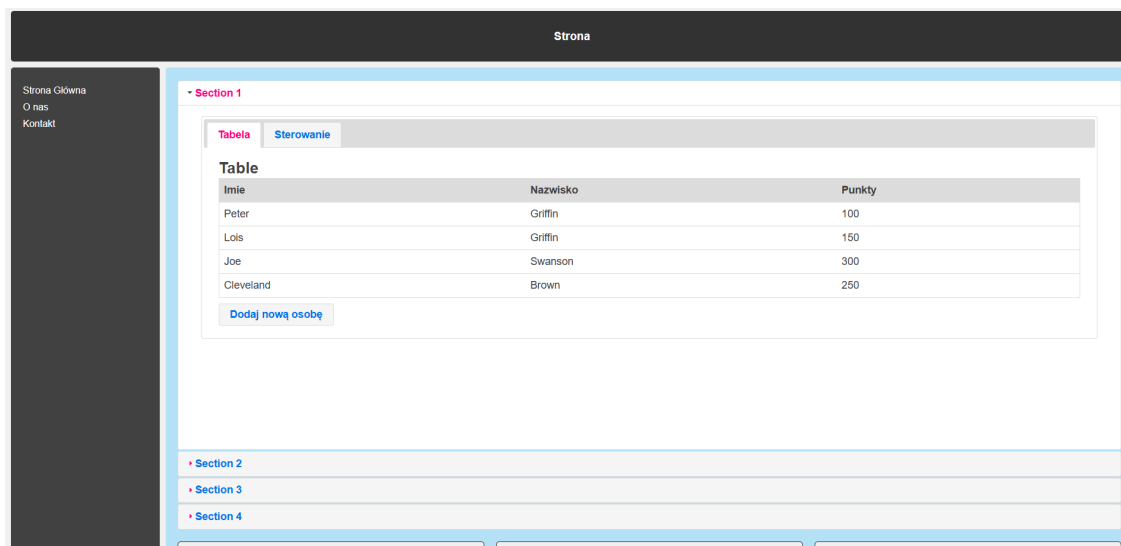 Strona
Strona Główna
O nas
Kontakt
Section 1
Tabela Sterowanie
Table
Imie Nazwisko Punkty
Peter Griffin 100
Lois Griffin 150
Joe Swanson 300
Cleveland Brown 250
Dodaj nową osobę
Section 2
Section 3
Section 4